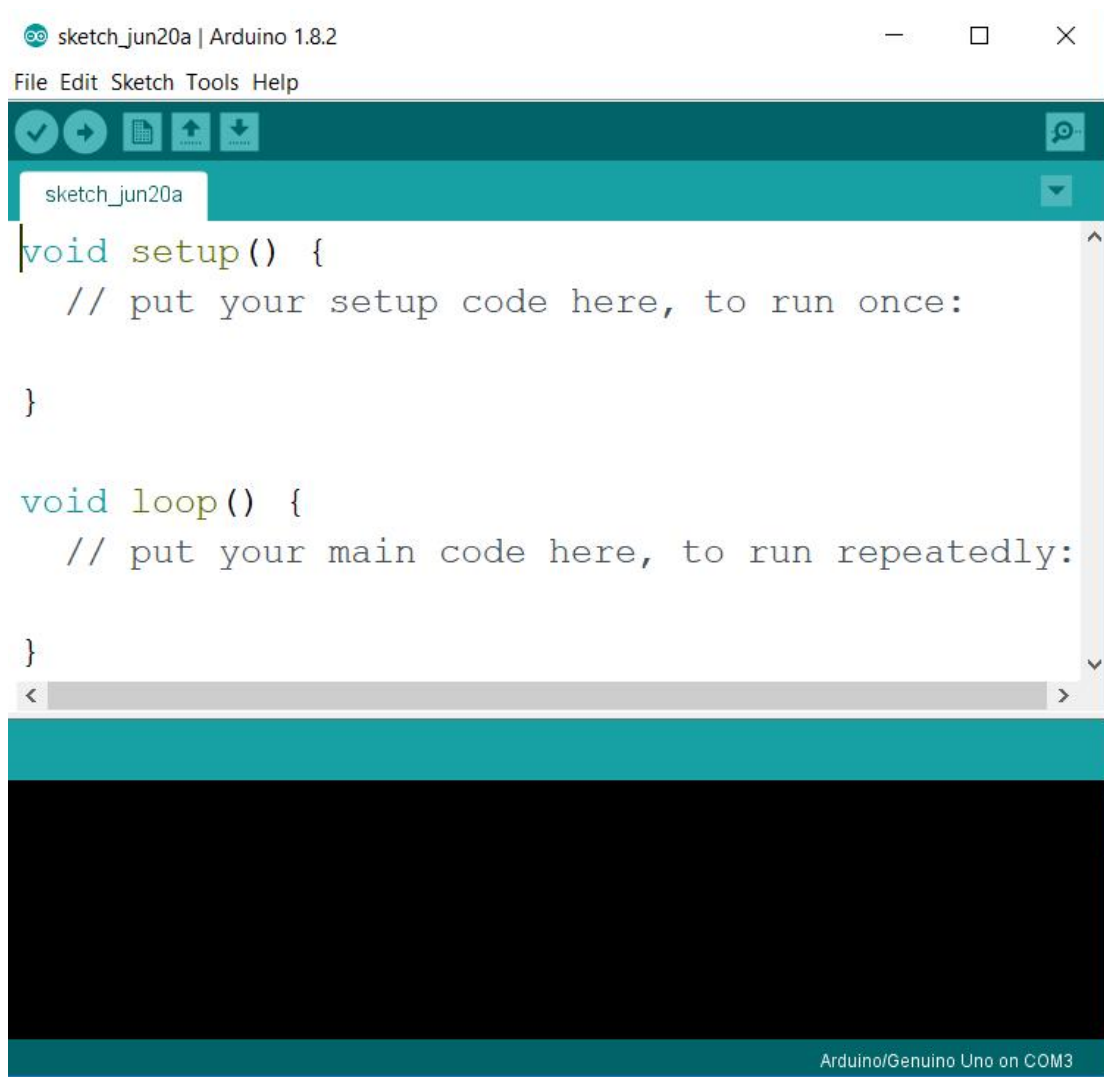 sketch_jun20a | Arduino 1.8.2
File Edit Sketch Tools Help
sketch_jun20a
void setup() {
  // put your setup code here, to run once:
}
void loop() {
  // put your main code here, to run repeatedly:
}
Arduino/Genuino Uno on COM3